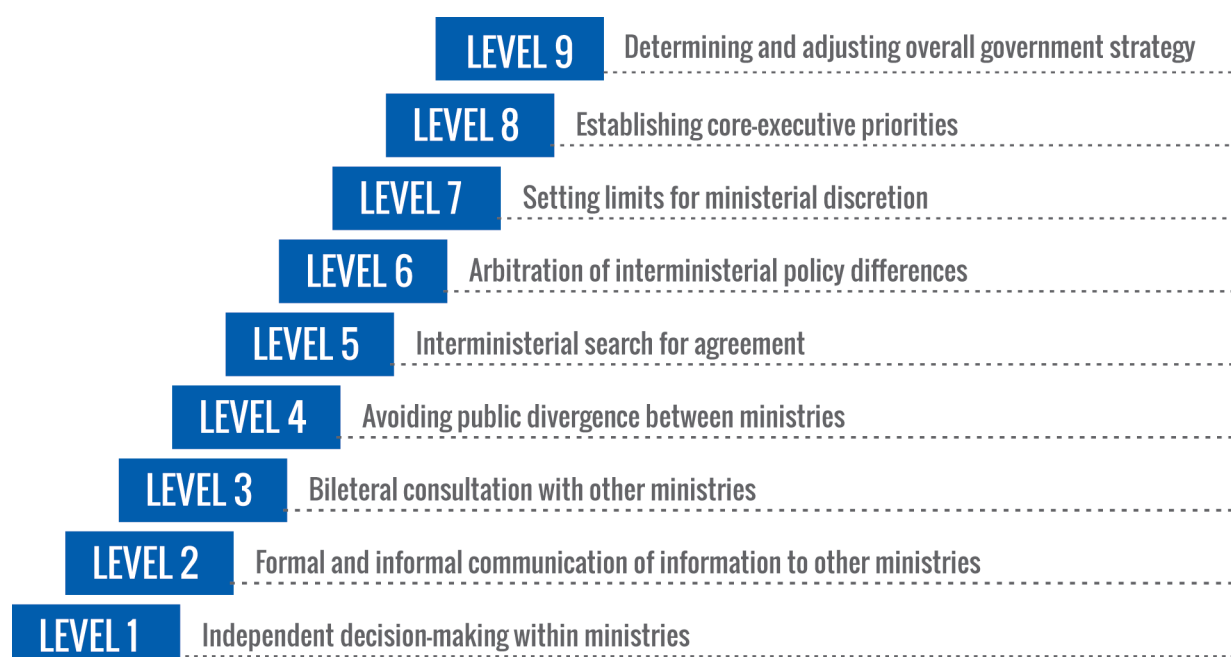 LEVEL 9 Determining and adjusting overall government strategy
LEVEL 8 Establishing core-executive priorities
LEVEL 7 Setting limits for ministerial discretion
LEVEL 6 Arbitration of interministerial policy differences
LEVEL 5 Interministerial search for agreement
LEVEL 4 Avoiding public divergence between ministries
LEVEL 3 Bileteral consultation with other ministries
LEVEL 2 Formal and informal communication of information to other ministries
LEVEL 1 Independent decision-making within ministries